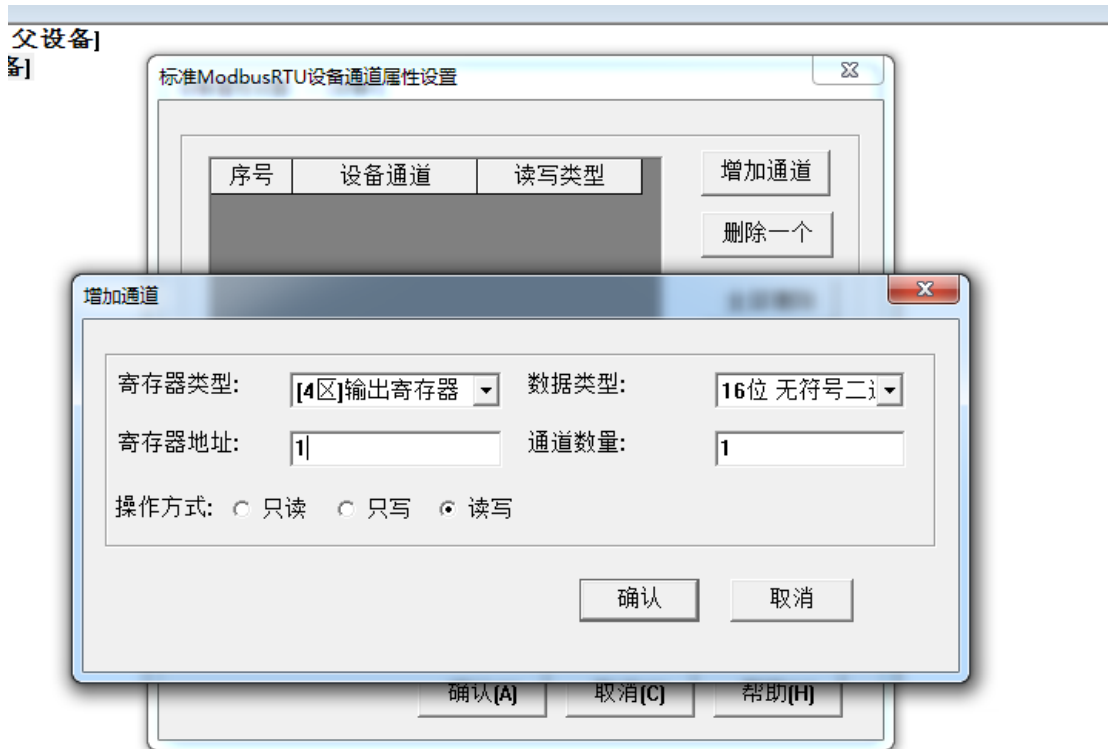 父设备]
备]
标准ModbusRTU设备通道属性设置
序号 设备通道 读写类型
增加通道
删除一个
增加通道
寄存器类型: [4区]输出寄存器 数据类型: 16位 无符号二
寄存器地址: 1 通道数量: 1
操作方式: 只读 只写 读写
确认 取消
确认(A) 取消(C) 帮助(H)